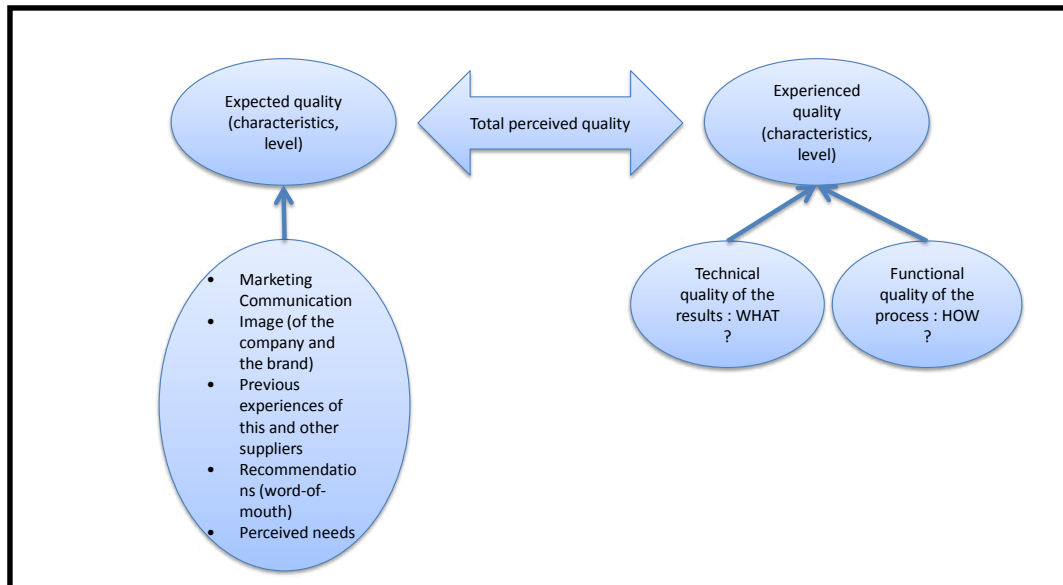 Expected quality
(characteristics,
level)
Total perceived quality
Experienced
quality
(characteristics,
level)
• Marketing
Communication
• Image (of the
company and
the brand)
• Previous
experiences of
this and other
suppliers
• Recommendatio
ns (word-of-
mouth)
• Perceived needs
Technical
quality of the
results : WHAT
?
Functional
quality of the
process : HOW
?